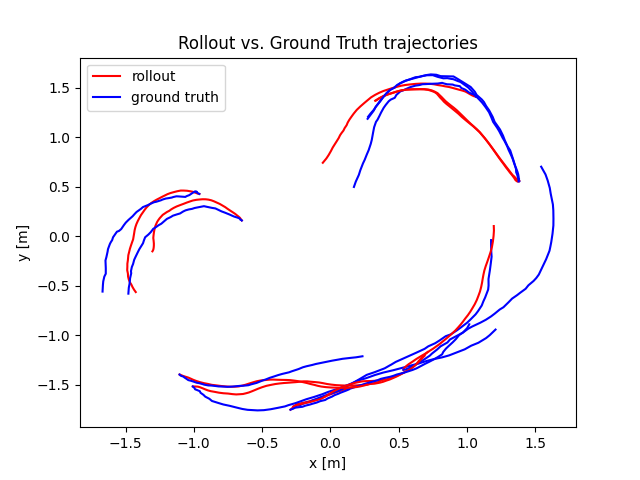 Rollout vs. Ground Truth trajectories
rollout
ground truth
1.5
1.0
0.5
0.0
−0.5
−1.0
−1.5
y [m]
−1.5 −1.0 −0.5 0.0 0.5 1.0 1.5
x [m]